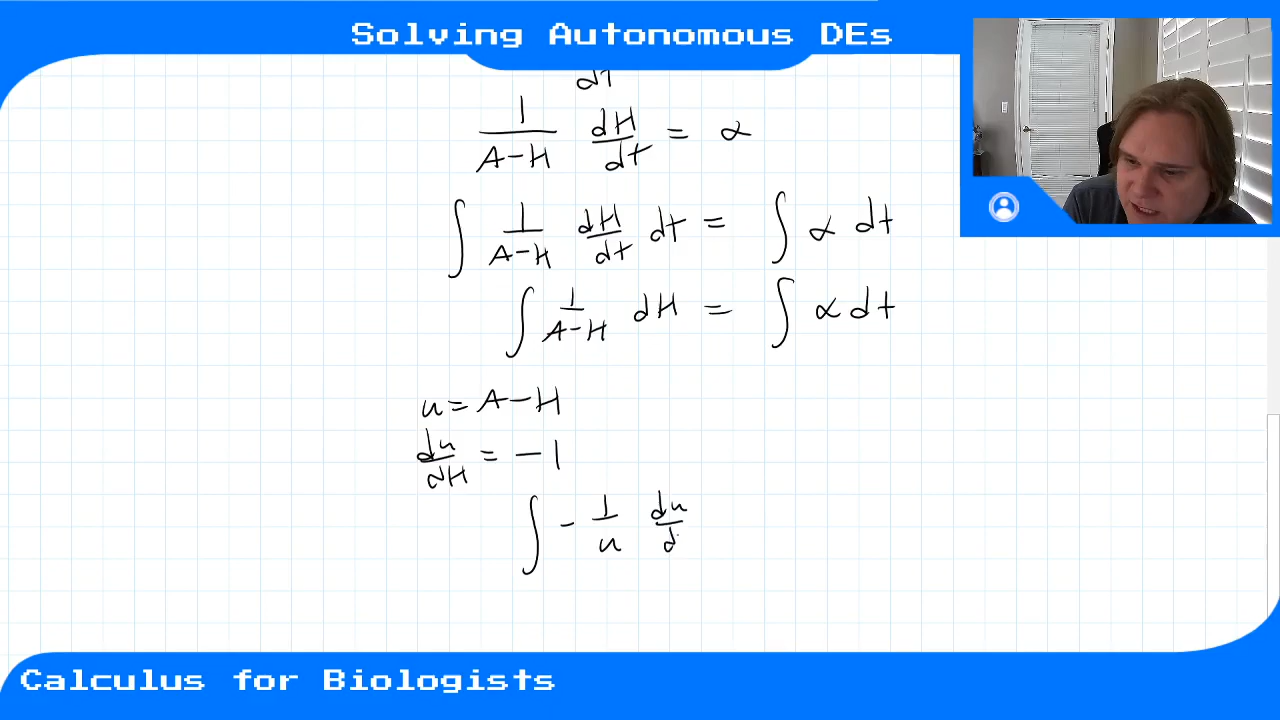 Solving Autonomous DEs
dt
1/(A-H) dH/dt = α
∫ 1/(A-H) dH/dt dt = ∫ α dt
∫ 1/(A-H) dH = ∫ α dt
u = A-H
du/dH = -1
∫ - 1/u du/d
Calculus for Biologists